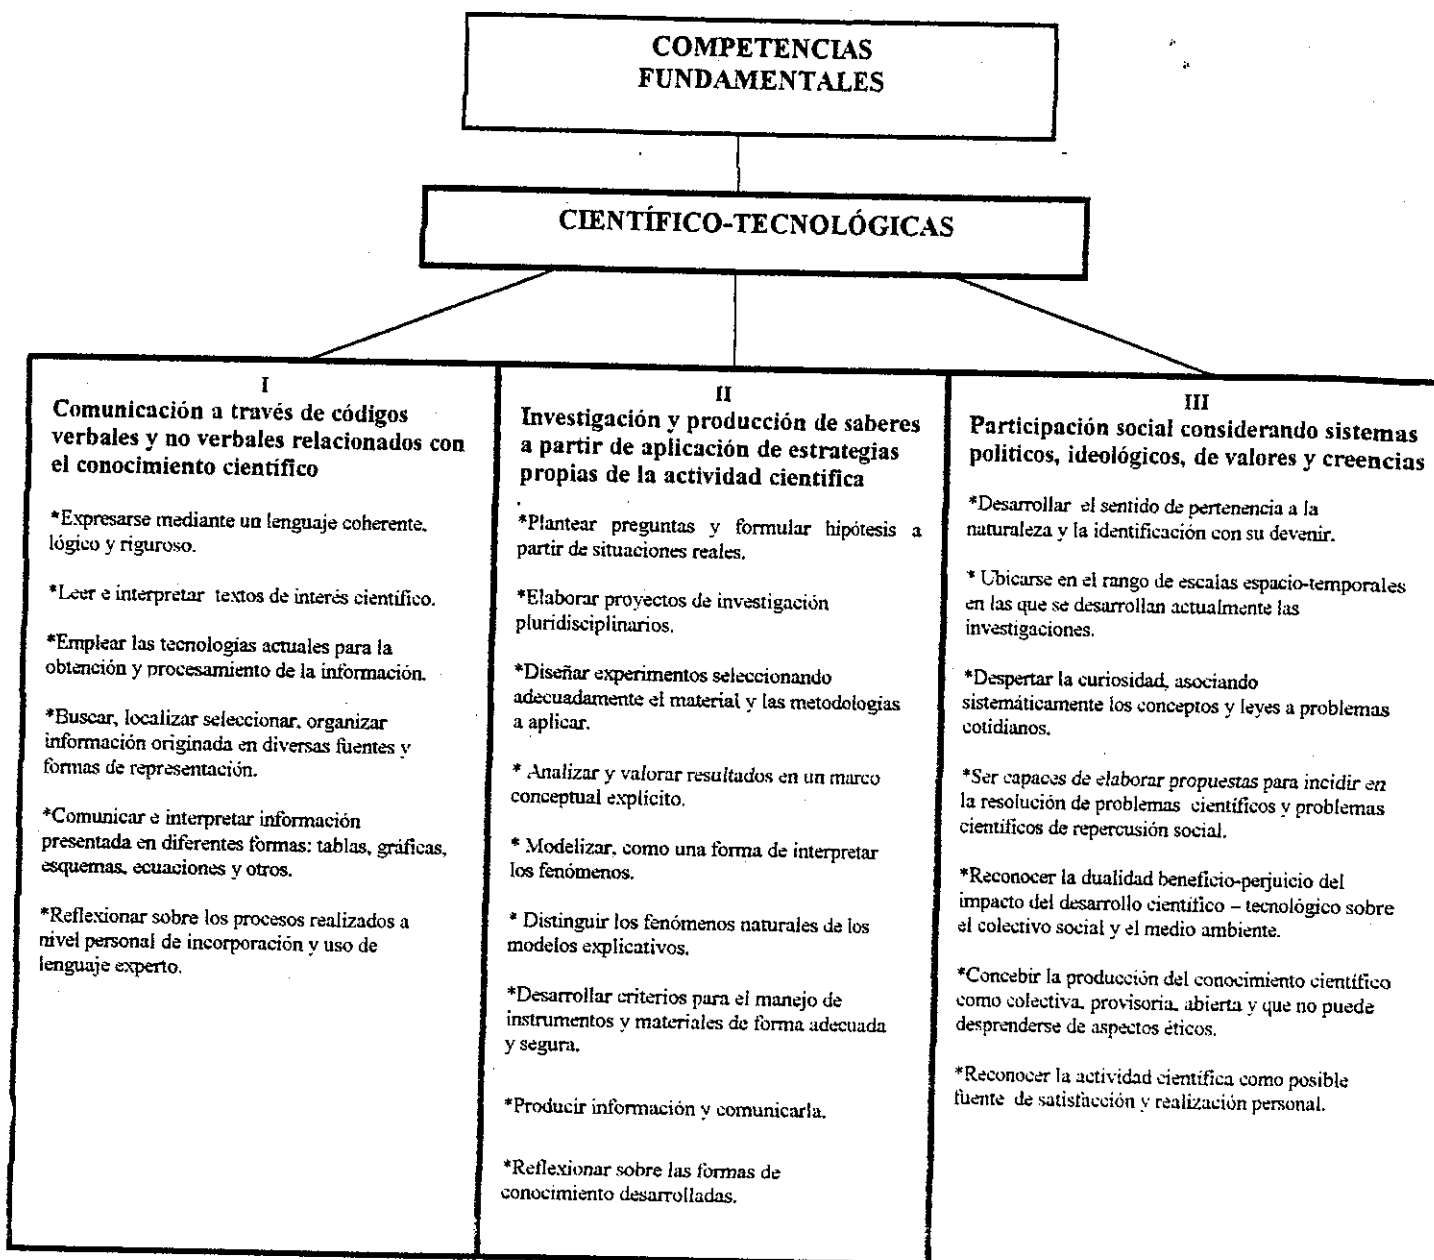 COMPETENCIAS
FUNDAMENTALES
CIENTÍFICO-TECNOLÓGICAS
I
Comunicación a través de códigos
verbales y no verbales relacionados con
el conocimiento científico
*Expresarse mediante un lenguaje coherente,
lógico y riguroso.
*Leer e interpretar textos de interés científico.
*Emplear las tecnologías actuales para la
obtención y procesamiento de la información.
*Buscar, localizar seleccionar, organizar
información originada en diversas fuentes y
formas de representación.
*Comunicar e interpretar información
presentada en diferentes formas: tablas, gráficas,
esquemas, ecuaciones y otros.
*Reflexionar sobre los procesos realizados a
nivel personal de incorporación y uso de
lenguaje experto.
II
Investigación y producción de saberes
a partir de aplicación de estrategias
propias de la actividad científica
*Plantear preguntas y formular hipótesis a
partir de situaciones reales.
*Elaborar proyectos de investigación
pluridisciplinarios.
*Diseñar experimentos seleccionando
adecuadamente el material y las metodologías
a aplicar.
* Analizar y valorar resultados en un marco
conceptual explícito.
* Modelizar, como una forma de interpretar
los fenómenos.
* Distinguir los fenómenos naturales de los
modelos explicativos.
*Desarrollar criterios para el manejo de
instrumentos y materiales de forma adecuada
y segura.
*Producir información y comunicarla.
*Reflexionar sobre las formas de
conocimiento desarrolladas.
III
Participación social considerando sistemas
políticos, ideológicos, de valores y creencias
*Desarrollar el sentido de pertenencia a la
naturaleza y la identificación con su devenir.
* Ubicarse en el rango de escalas espacio-temporales
en las que se desarrollan actualmente las
investigaciones.
*Despertar la curiosidad, asociando
sistemáticamente los conceptos y leyes a problemas
cotidianos.
*Ser capaces de elaborar propuestas para incidir en
la resolución de problemas científicos y problemas
científicos de repercusión social.
*Reconocer la dualidad beneficio-perjuicio del
impacto del desarrollo científico – tecnológico sobre
el colectivo social y el medio ambiente.
*Concebir la producción del conocimiento científico
como colectiva, provisoria, abierta y que no puede
desprenderse de aspectos éticos.
*Reconocer la actividad científica como posible
fuente de satisfacción y realización personal.